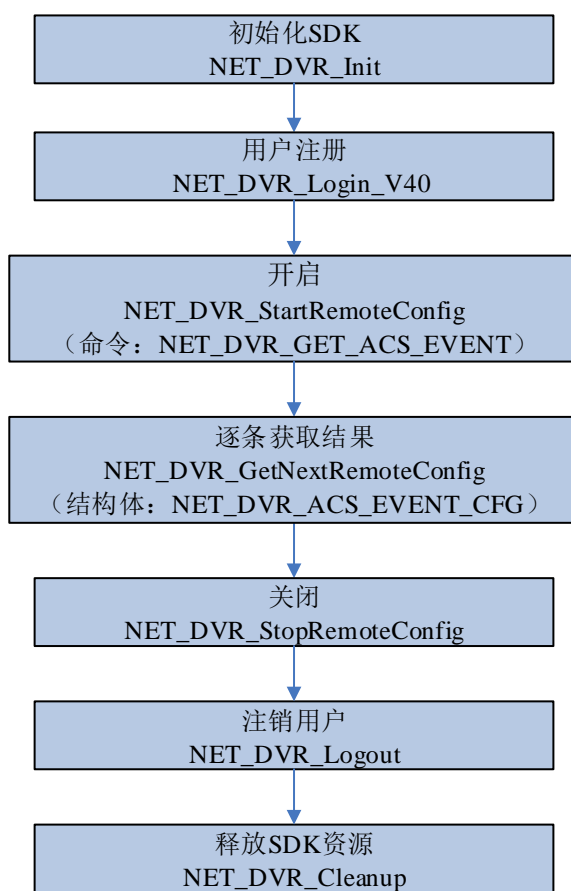 初始化SDK
NET_DVR_Init
用户注册
NET_DVR_Login_V40
开启
NET_DVR_StartRemoteConfig
（命令：NET_DVR_GET_ACS_EVENT）
逐条获取结果
NET_DVR_GetNextRemoteConfig
（结构体：NET_DVR_ACS_EVENT_CFG）
关闭
NET_DVR_StopRemoteConfig
注销用户
NET_DVR_Logout
释放SDK资源
NET_DVR_Cleanup